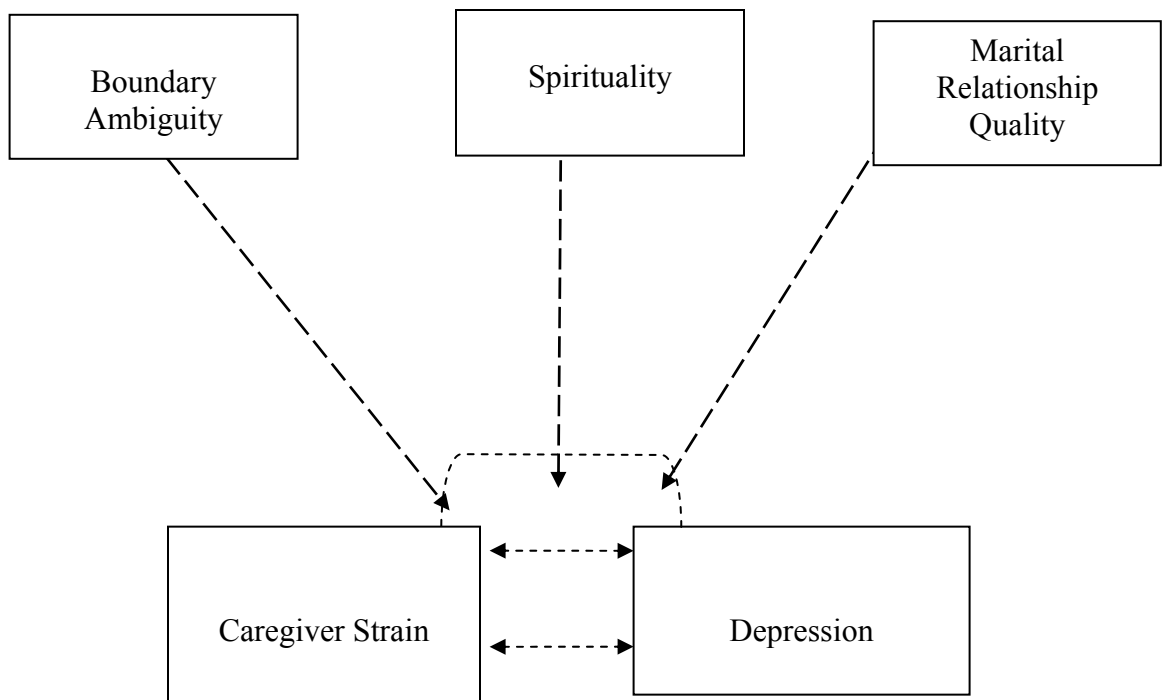 Boundary
Ambiguity
Spirituality
Marital
Relationship
Quality
Caregiver Strain
Depression